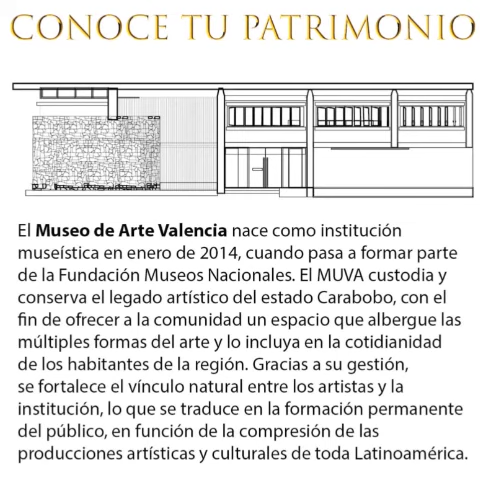 CONOCE TU PATRIMONIO
El Museo de Arte Valencia nace como institución
museística en enero de 2014, cuando pasa a formar parte
de la Fundación Museos Nacionales. El MUVA custodia y
conserva el legado artístico del estado Carabobo, con el
fin de ofrecer a la comunidad un espacio que albergue las
múltiples formas del arte y lo incluya en la cotidianidad
de los habitantes de la región. Gracias a su gestión,
se fortalece el vínculo natural entre los artistas y la
institución, lo que se traduce en la formación permanente
del público, en función de la compresión de las
producciones artísticas y culturales de toda Latinoamérica.